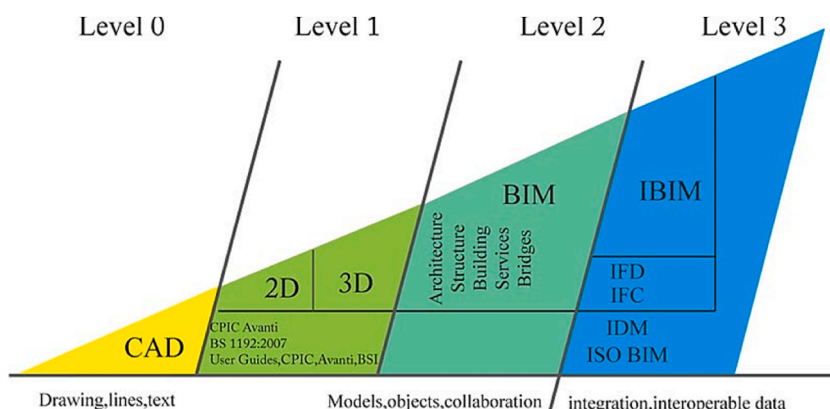 Level 0
Level 1
Level 2
Level 3
CAD
2D
3D
CPIC Avanti
BS 1192:2007
User Guides,CPIC,Avanti,BSI
BIM
Architecture
Structure
Building
Services
Bridges
IBIM
IFD
IFC
IDM
ISO BIM
Drawing,lines,text
Models,objects,collaboration
integration,interoperable data